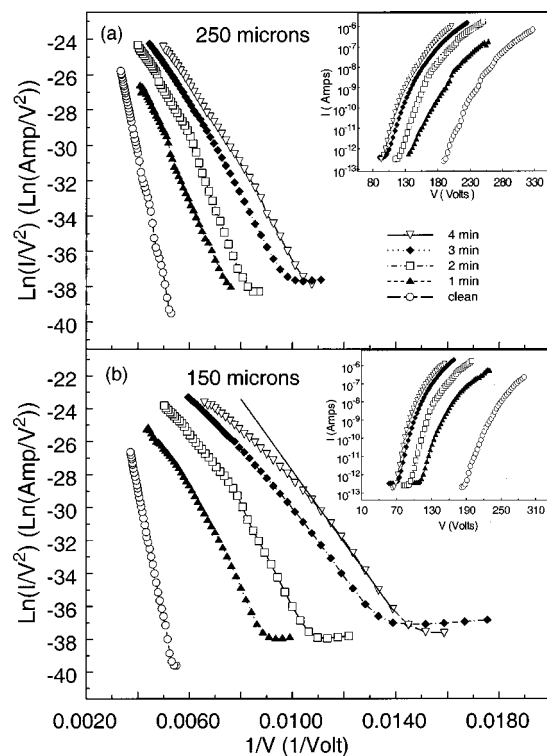 (a) 250 microns
Ln(I/V²) (Ln(Amp/V²))
-24
-26
-28
-30
-32
-34
-36
-38
-40
I ( Amps)
10⁻⁶
10⁻⁷
10⁻⁸
10⁻⁹
10⁻¹⁰
10⁻¹¹
10⁻¹²
10⁻¹³
80 130 180 230 280 330
V ( Volts)
4 min
3 min
2 min
1 min
clean
(b)
150 microns
Ln(I/V²) (Ln(Amp/V²))
-22
-24
-26
-28
-30
-32
-34
-36
-38
-40
I (Amps)
10⁻⁶
10⁻⁷
10⁻⁸
10⁻⁹
10⁻¹⁰
10⁻¹¹
10⁻¹²
10⁻¹³
10 70 130 190 250 310
V (Volts)
0.0020 0.0060 0.0100 0.0140 0.0180
1/V (1/Volt)